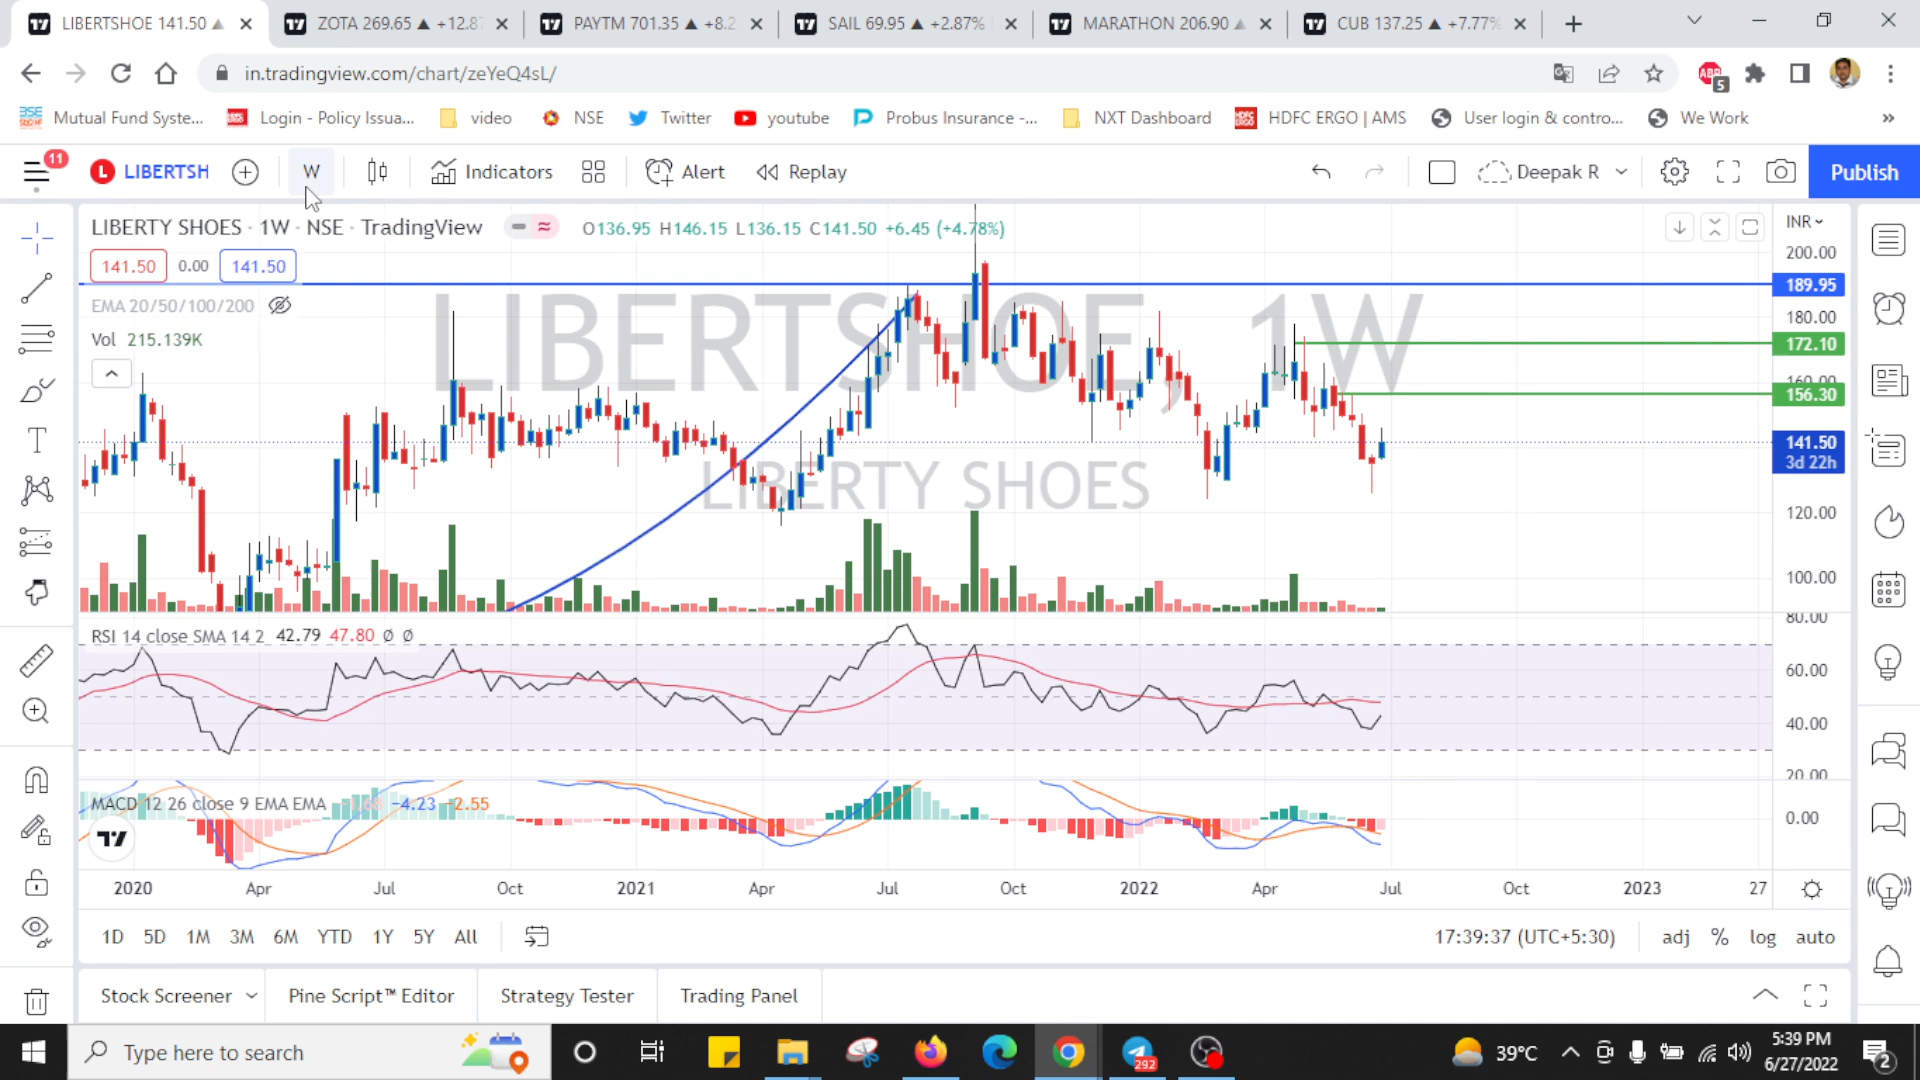 LIBERTSHOE 141.50 ▲
ZOTA 269.65 ▲ +12.8
PAYTM 701.35 ▲ +8.2
SAIL 69.95 ▲ +2.87%
MARATHON 206.90 ▲
CUB 137.25 ▲ +7.77%
in.tradingview.com/chart/zeYeQ4sL/
ABP 5
Mutual Fund Syste...
Login - Policy Issua...
video
NSE
Twitter
youtube
Probus Insurance -...
NXT Dashboard
HDFC ERGO | AMS
User login & contro...
We Work
»
11
L LIBERTSH
W
Indicators
Alert
Replay
Deepak R
Publish
LIBERTY SHOES · 1W · NSE · TradingView
O136.95 H146.15 L136.15 C141.50 +6.45 (+4.78%)
INR
141.50 0.00 141.50
EMA 20/50/100/200
Vol 215.139K
LIBERTSHOE, 1W
LIBERTY SHOES
200.00
189.95
180.00
172.10
160.00
156.30
141.50
3d 22h
120.00
100.00
RSI 14 close SMA 14 2 42.79 47.80 Ø Ø
80.00
60.00
40.00
20.00
MACD 12 26 close 9 EMA EMA −4.23 −2.55
0.00
2020 Apr Jul Oct 2021 Apr Jul Oct 2022 Apr Jul Oct 2023 27
1D 5D 1M 3M 6M YTD 1Y 5Y All
17:39:37 (UTC+5:30)
adj % log auto
Stock Screener
Pine Script™ Editor
Strategy Tester
Trading Panel
Type here to search
292
39°C
5:39 PM
6/27/2022
2